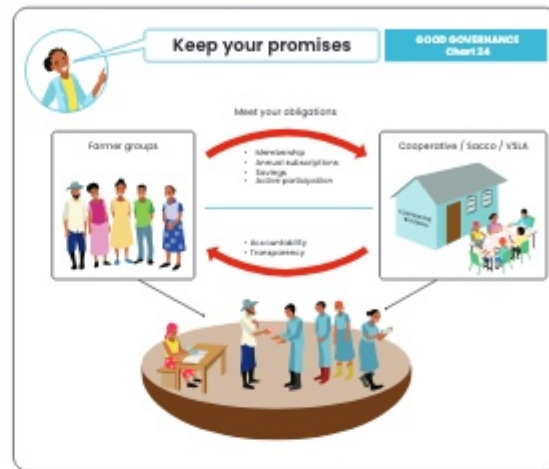 Keep your promises
GOOD GOVERNANCE
Chart 24
Meet your obligations
Farmer groups
• Membership
• Annual subscriptions
• Savings
• Active participation
Cooperative / Sacco / VSLA
• Accountability
• Transparency